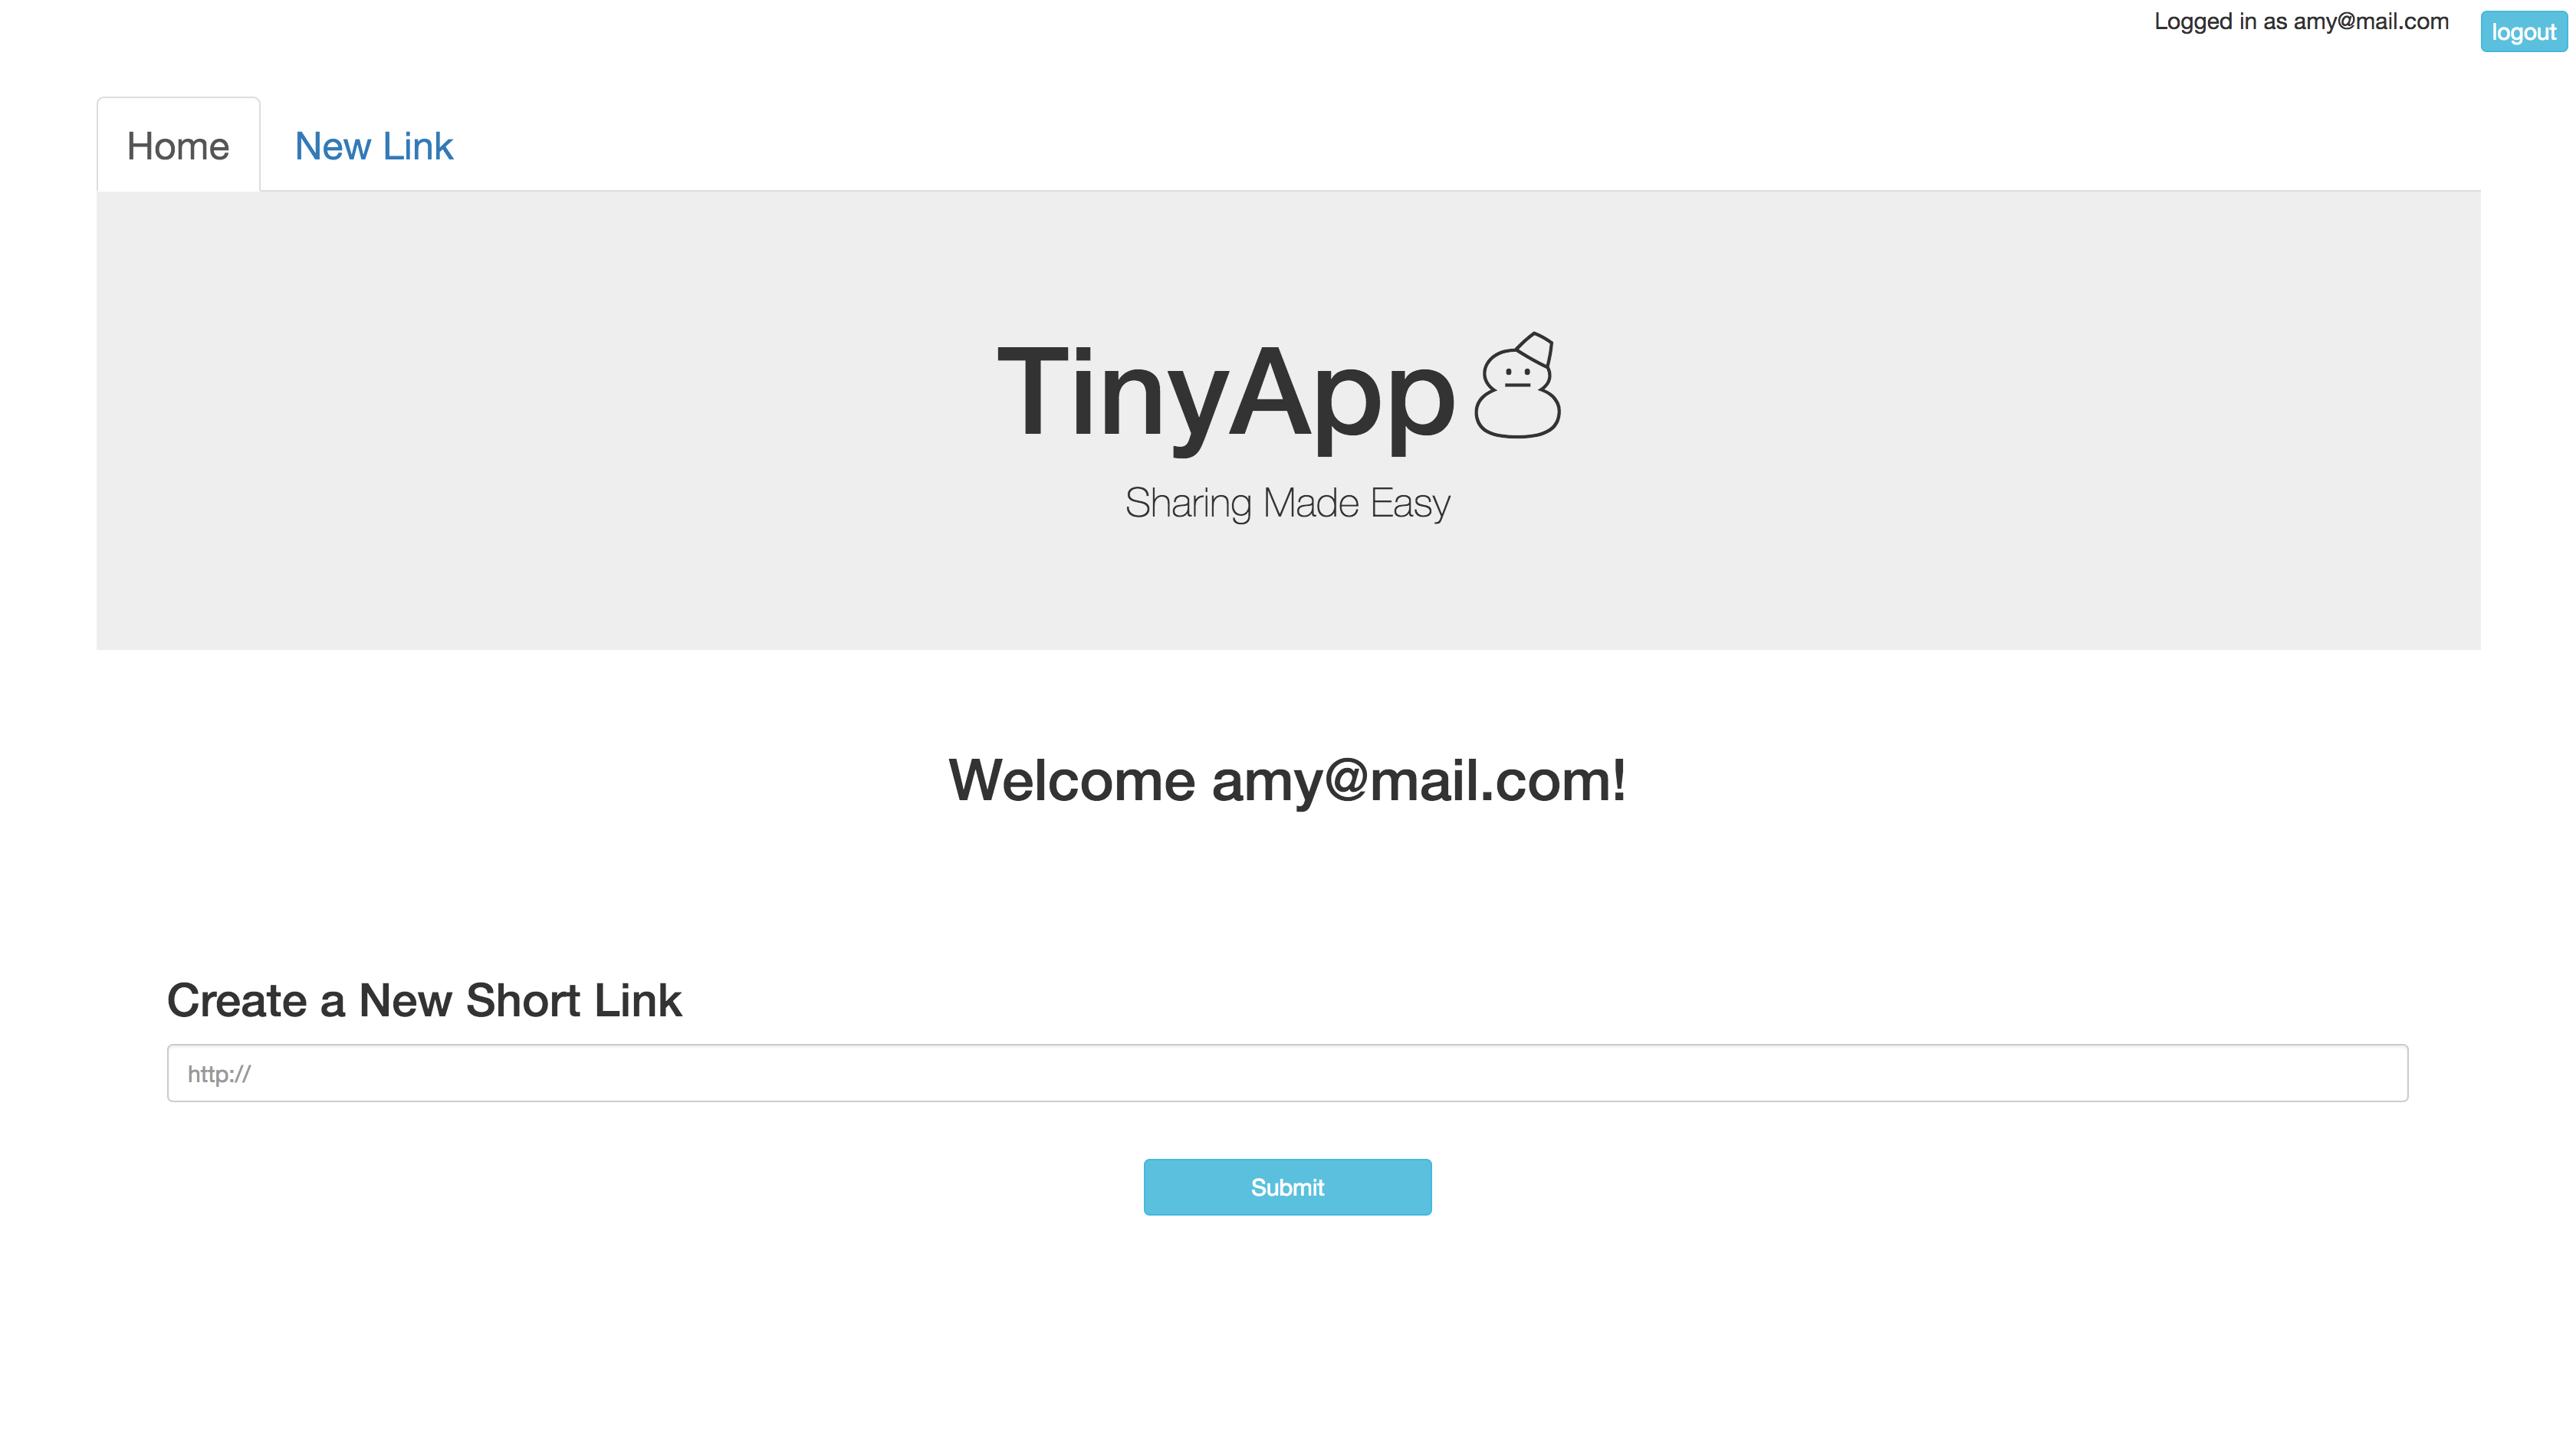 Logged in as amy@mail.com
logout
Home
New Link
TinyApp
Sharing Made Easy
Welcome amy@mail.com!
Create a New Short Link
http://
Submit